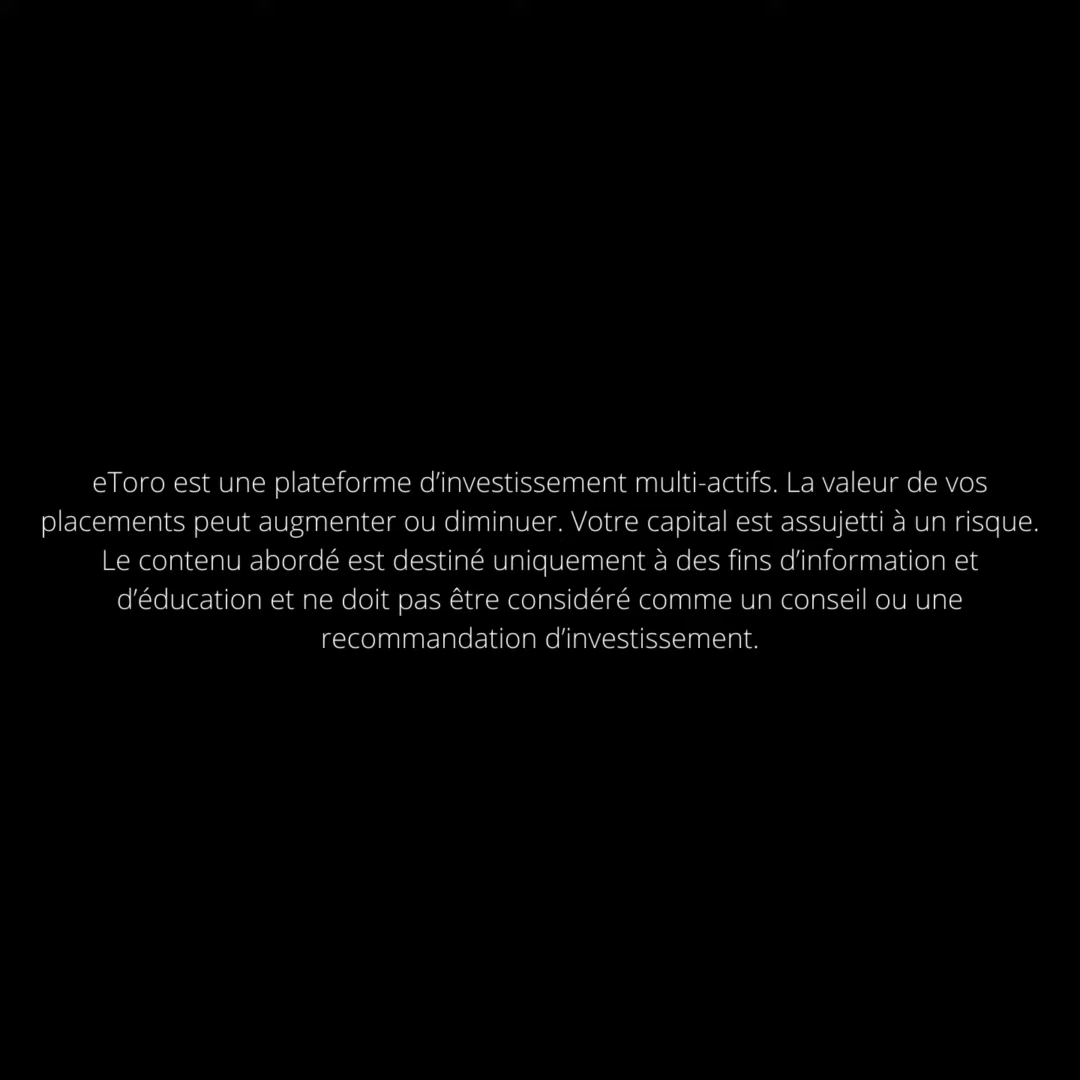 eToro est une plateforme d’investissement multi-actifs. La valeur de vos
placements peut augmenter ou diminuer. Votre capital est assujetti à un risque.
Le contenu abordé est destiné uniquement à des fins d’information et
d’éducation et ne doit pas être considéré comme un conseil ou une
recommandation d’investissement.